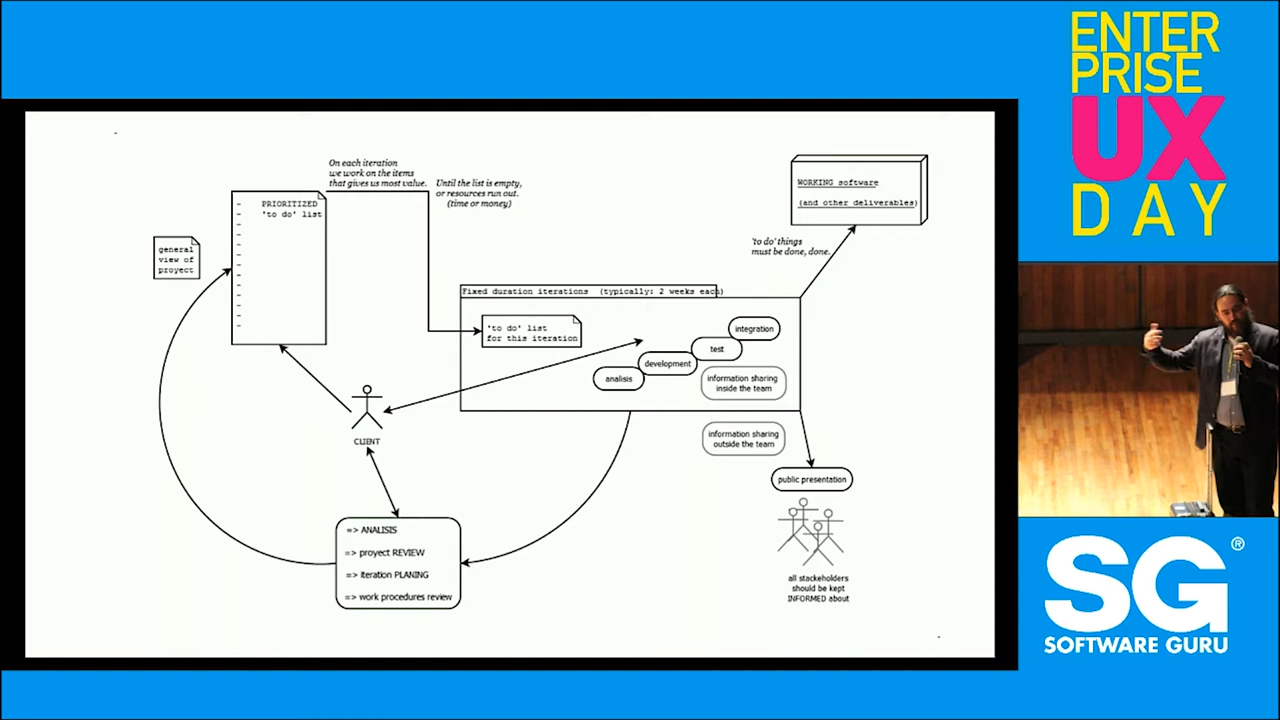 On each iteration
we work on the items
that gives us most value.
Until the list is empty,
or resources run out.
(time or money)
PRIORITIZED
'to do' list
general
view of
proyect
WORKING software
(and other deliverables)
'to do' things
must be done, done.
Fixed duration iterations (typically: 2 weeks each)
'to do' list
for this iteration
integration
test
development
analisis
information sharing
inside the team
CLIENT
information sharing
outside the team
public presentation
=> ANALISIS
=> proyect REVIEW
=> iteration PLANING
=> work procedures review
all stackeholders
should be kept
INFORMED about
ENTER
PRISE
UX
DAY
SG®
SOFTWARE GURU